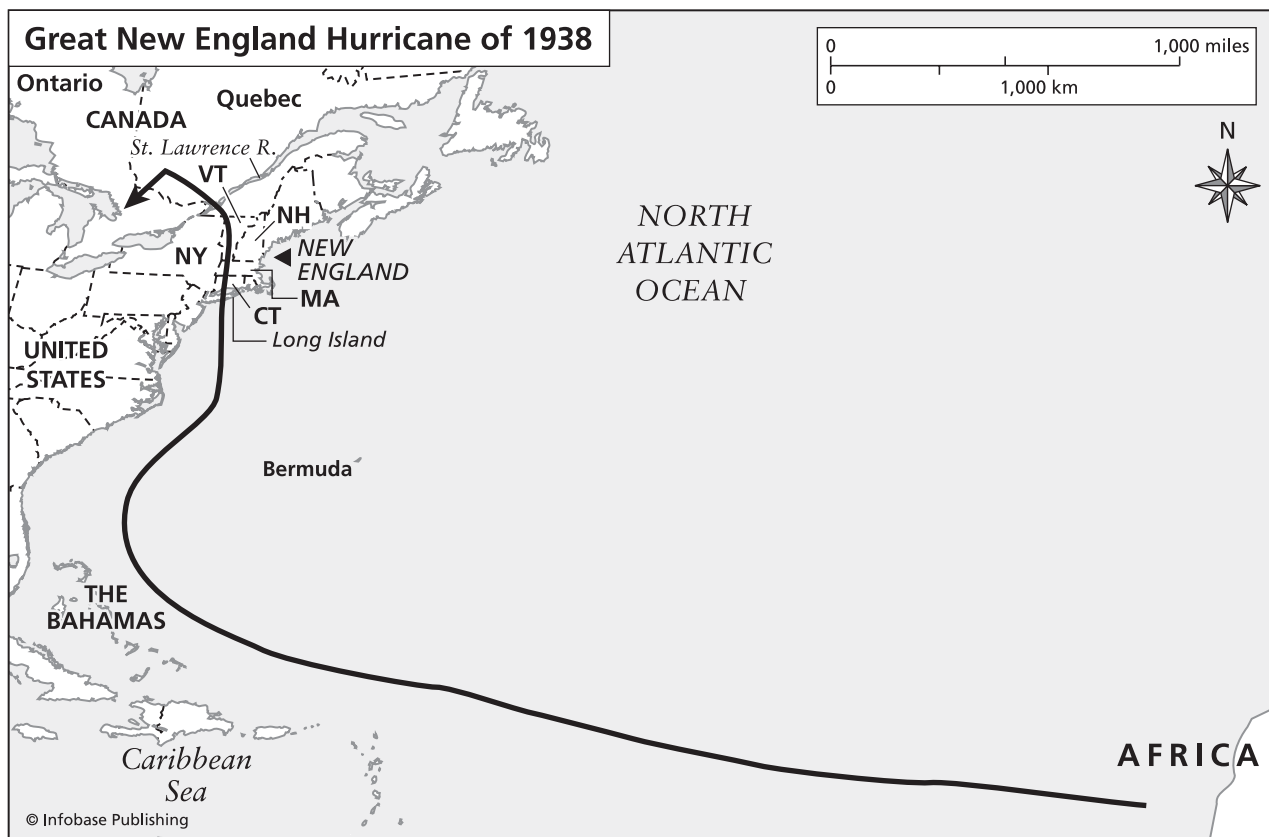 Great New England Hurricane of 1938
0
1,000 miles
0
1,000 km
N
Ontario
Quebec
CANADA
St. Lawrence R.
VT
NH
NY
NEW
ENGLAND
MA
CT
Long Island
UNITED
STATES
NORTH
ATLANTIC
OCEAN
Bermuda
THE
BAHAMAS
Caribbean
Sea
AFRICA
© Infobase Publishing